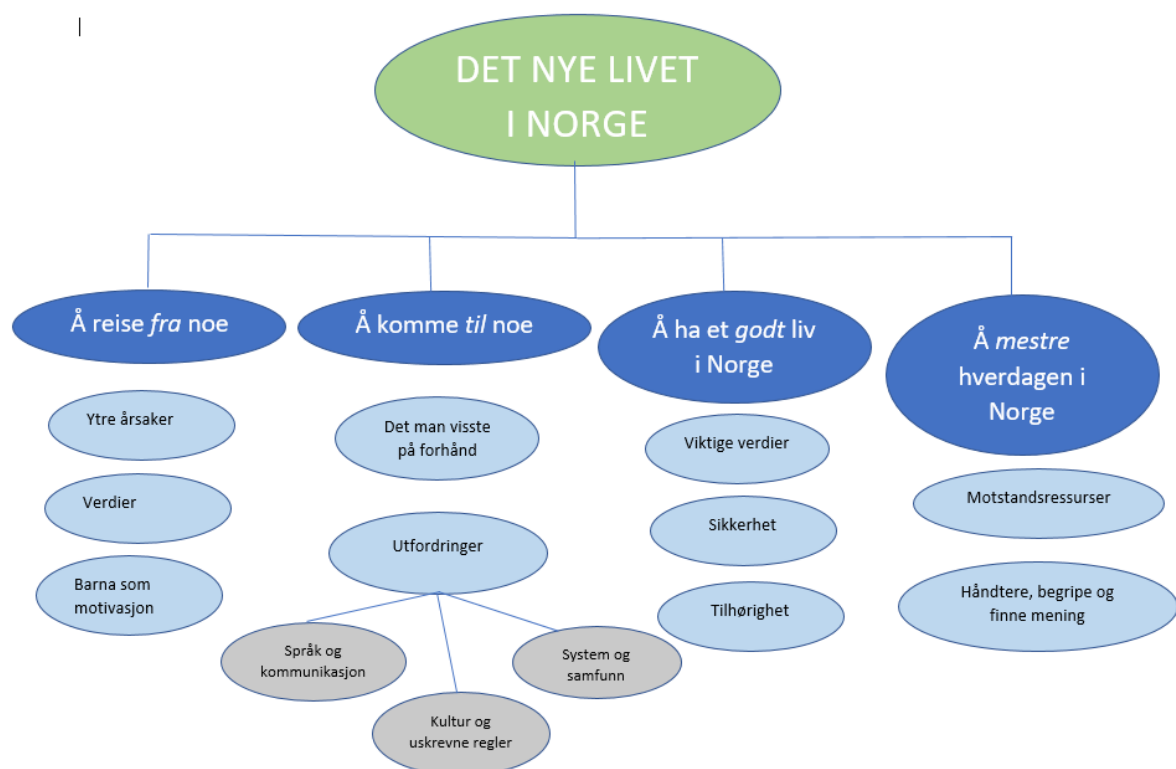 DET NYE LIVET
I NORGE
Å reise fra noe
Ytre årsaker
Verdier
Barna som
motivasjon
Å komme til noe
Det man visste
på forhånd
Utfordringer
Språk og
kommunikasjon
Kultur og
uskrevne regler
System og
samfunn
Å ha et godt liv
i Norge
Viktige verdier
Sikkerhet
Tilhørighet
Å mestre
hverdagen i
Norge
Motstandsressurser
Håndtere, begripe og
finne mening